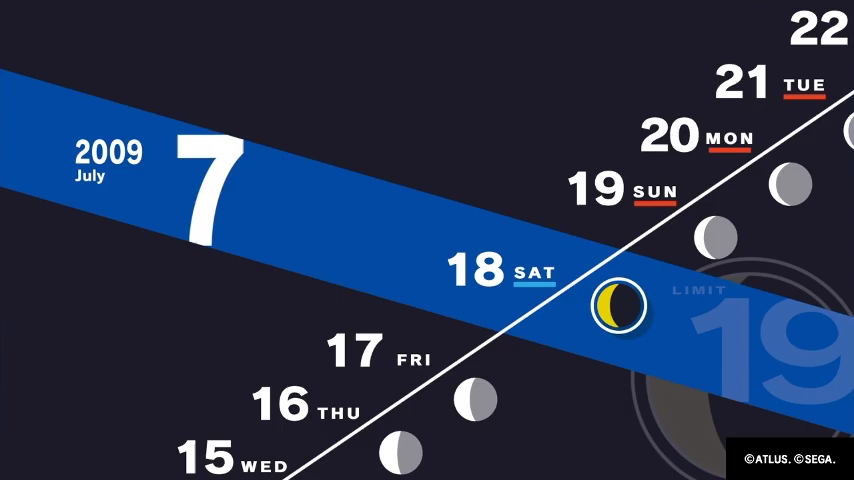 22
21 TUE
20 MON
19 SUN
2009
July
7
18 SAT
LIMIT
19
17 FRI
16 THU
15 WED
©ATLUS. ©SEGA.